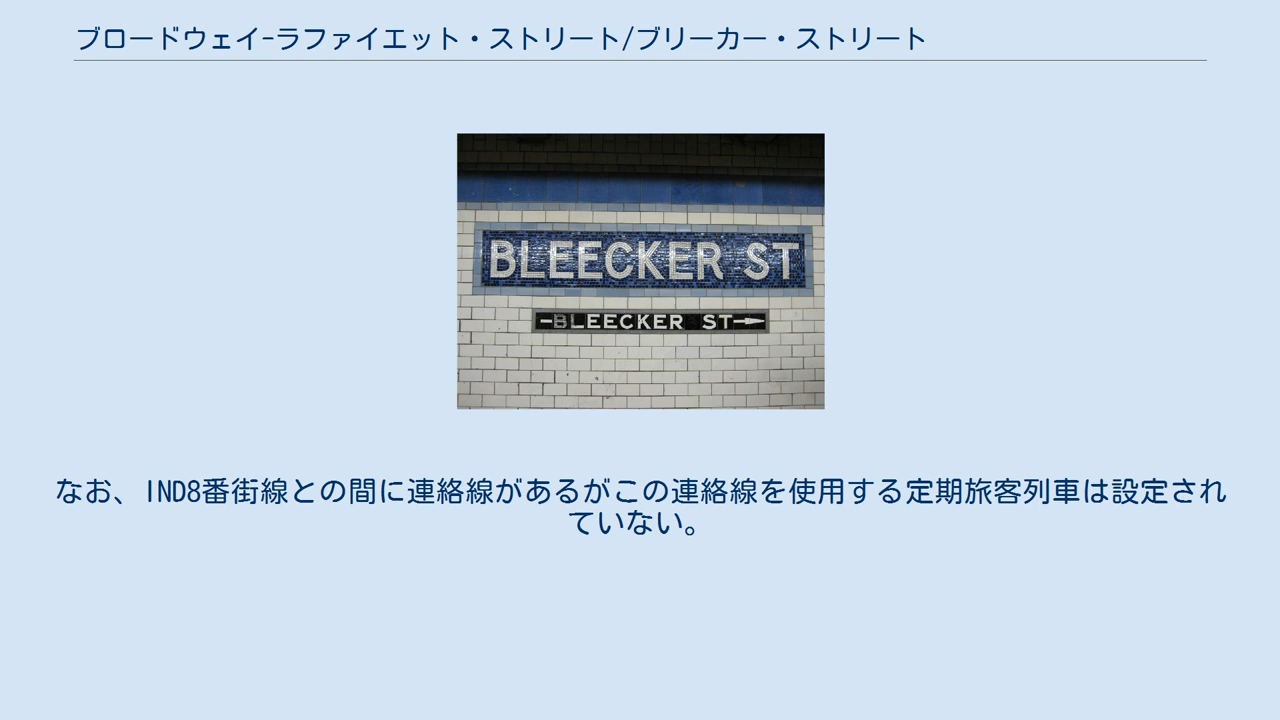 ブロードウェイ-ラファイエット・ストリート/ブリーカー・ストリート
BLEECKER ST
BLEECKER ST
なお、IND8番街線との間に連絡線があるがこの連絡線を使用する定期旅客列車は設定され
ていない。